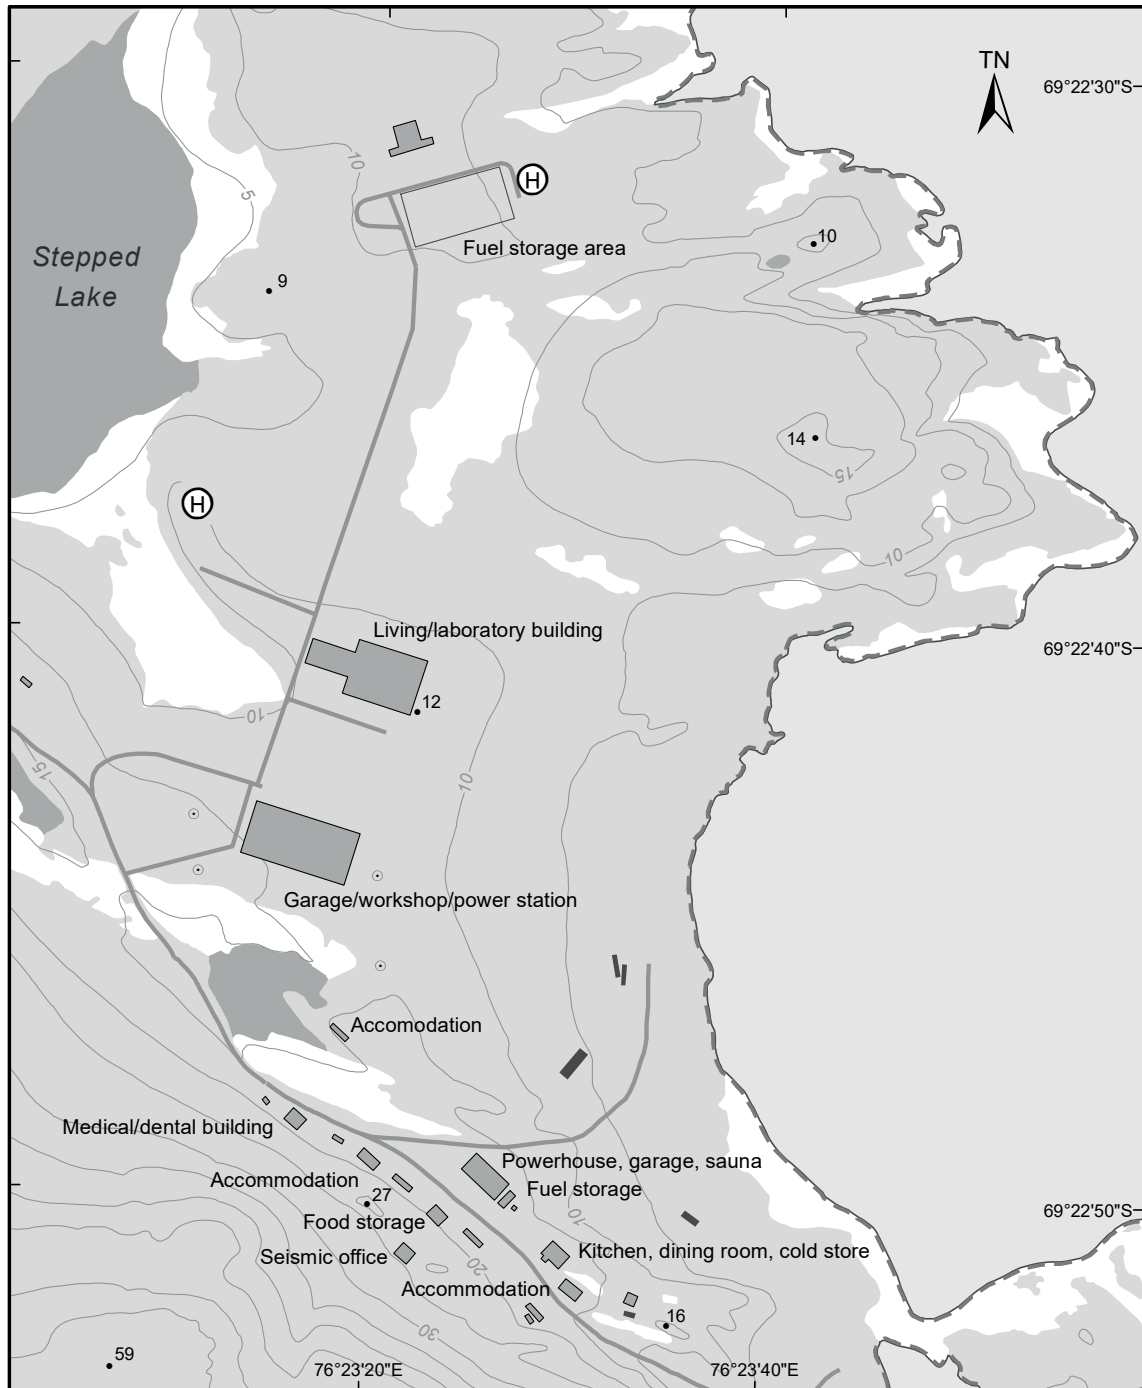 TN
69°22'30"S
10
H
5
Fuel storage area
10
Stepped
Lake
9
14
15
H
10
Living/laboratory building
69°22'40"S
12
10
15
10
Garage/workshop/power station
Accomodation
Medical/dental building
Powerhouse, garage, sauna
Accommodation
Fuel storage
27
Food storage
10
69°22'50"S
Seismic office
Kitchen, dining room, cold store
20
Accommodation
16
30
59
76°23'20"E
76°23'40"E